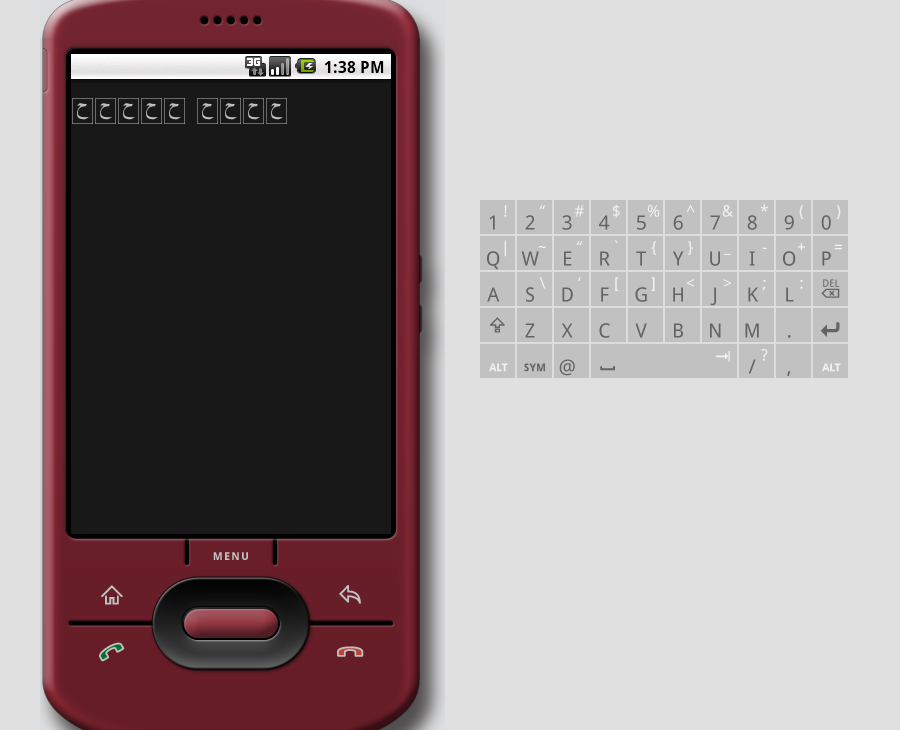 3G 1:38 PM
ح ح ح ح ح ح ح ح ح
1 ! 2 “ 3 # 4 $ 5 % 6 ^ 7 & 8 * 9 ( 0 )
Q | W ~ E “ R ` T { Y } U _ I - O + P =
A S \ D ‘ F [ G ] H < J > K ; L : DEL
Z X C V B N M .
ALT SYM @ / ? , ALT
MENU